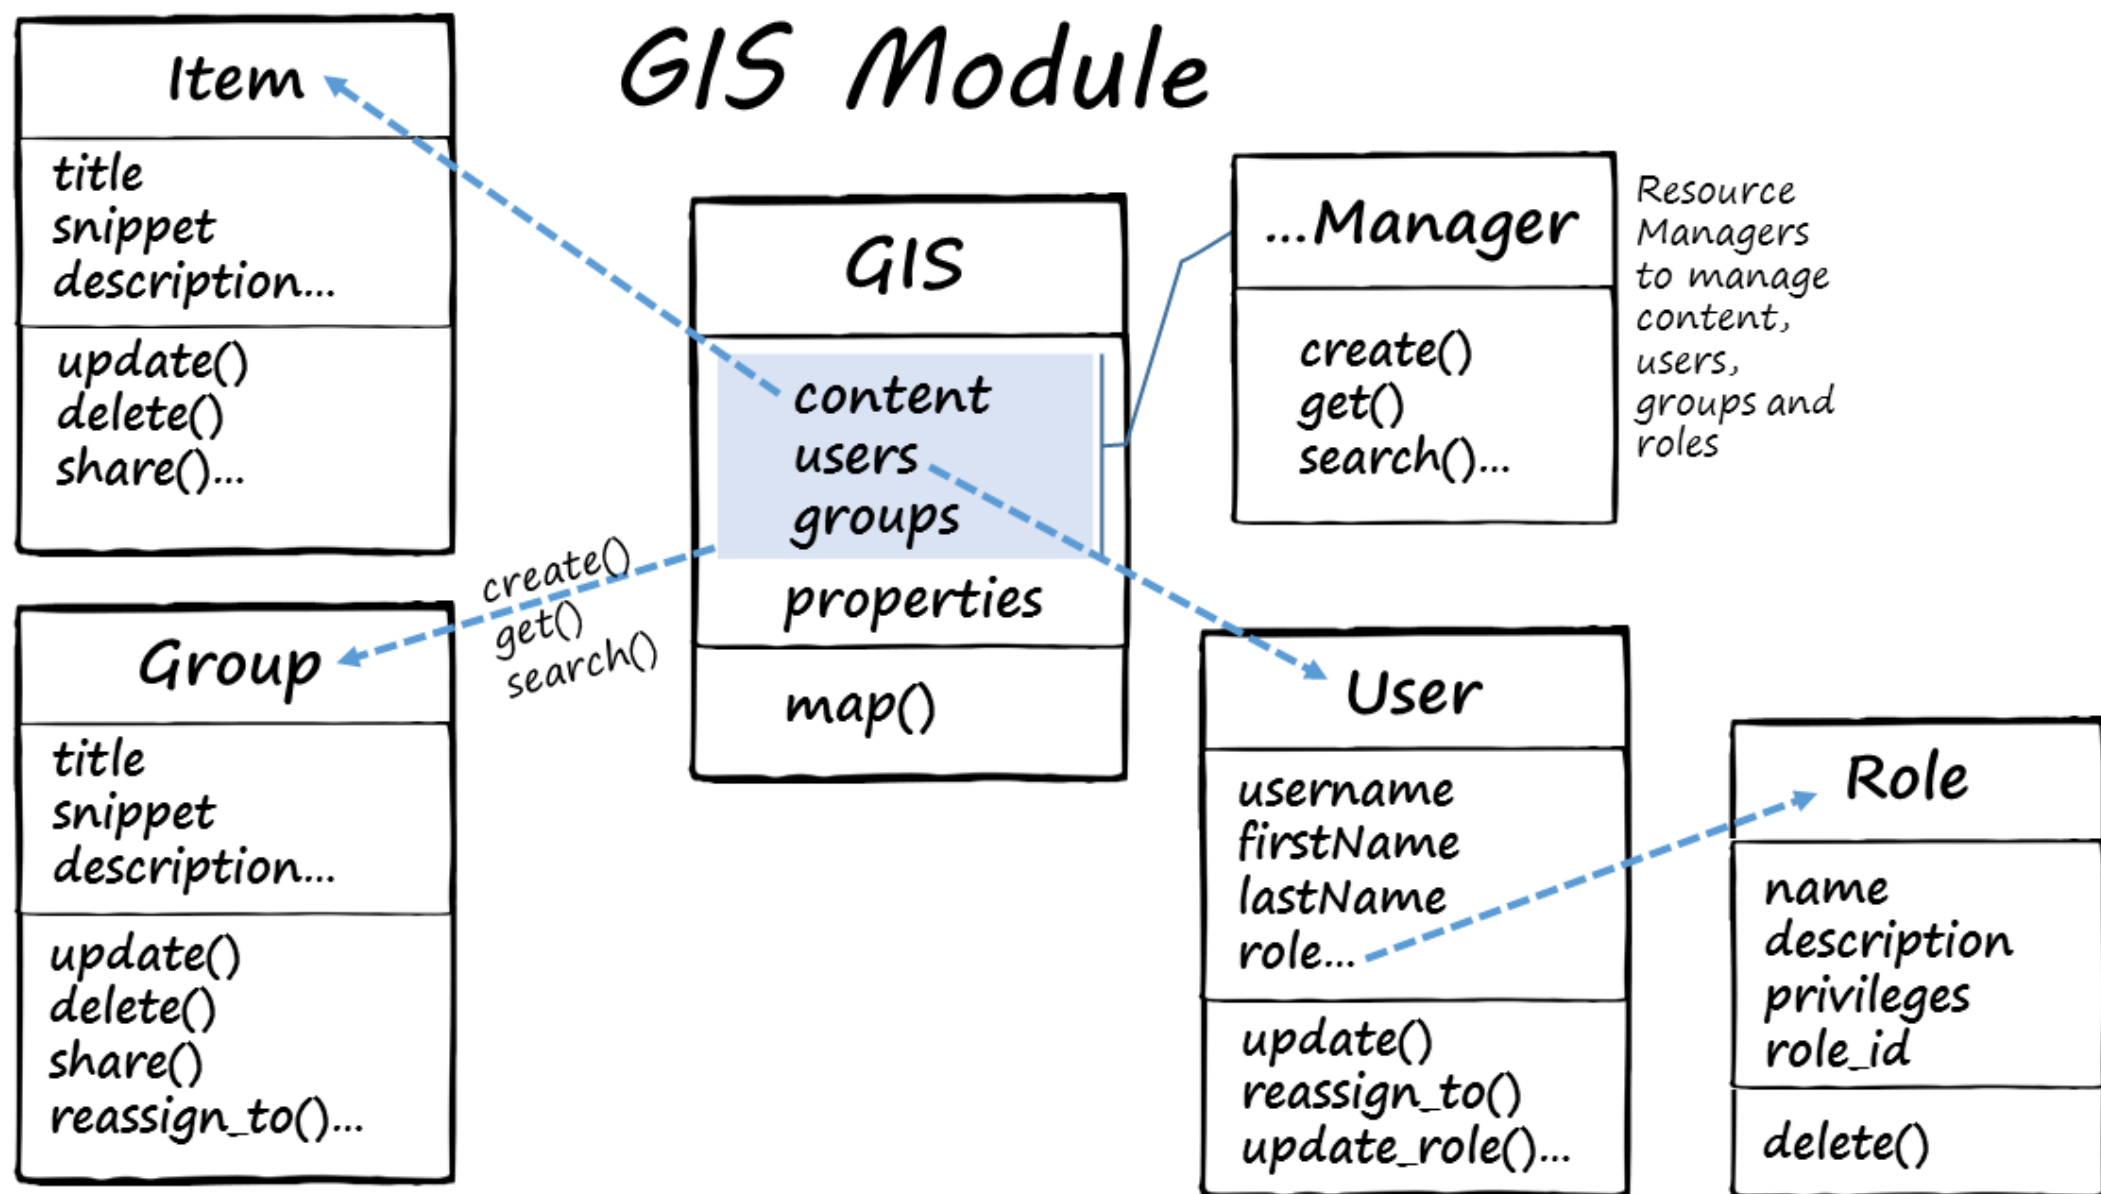 GIS Module
Item
title
snippet
description...
update()
delete()
share()...
GIS
content
users
groups
properties
map()
...Manager
create()
get()
search()...
Resource
Managers
to manage
content,
users,
groups and
roles
create()
get()
search()
Group
title
snippet
description...
update()
delete()
share()
reassign_to()...
User
username
firstName
lastName
role...
update()
reassign_to()
update_role()...
Role
name
description
privileges
role_id
delete()